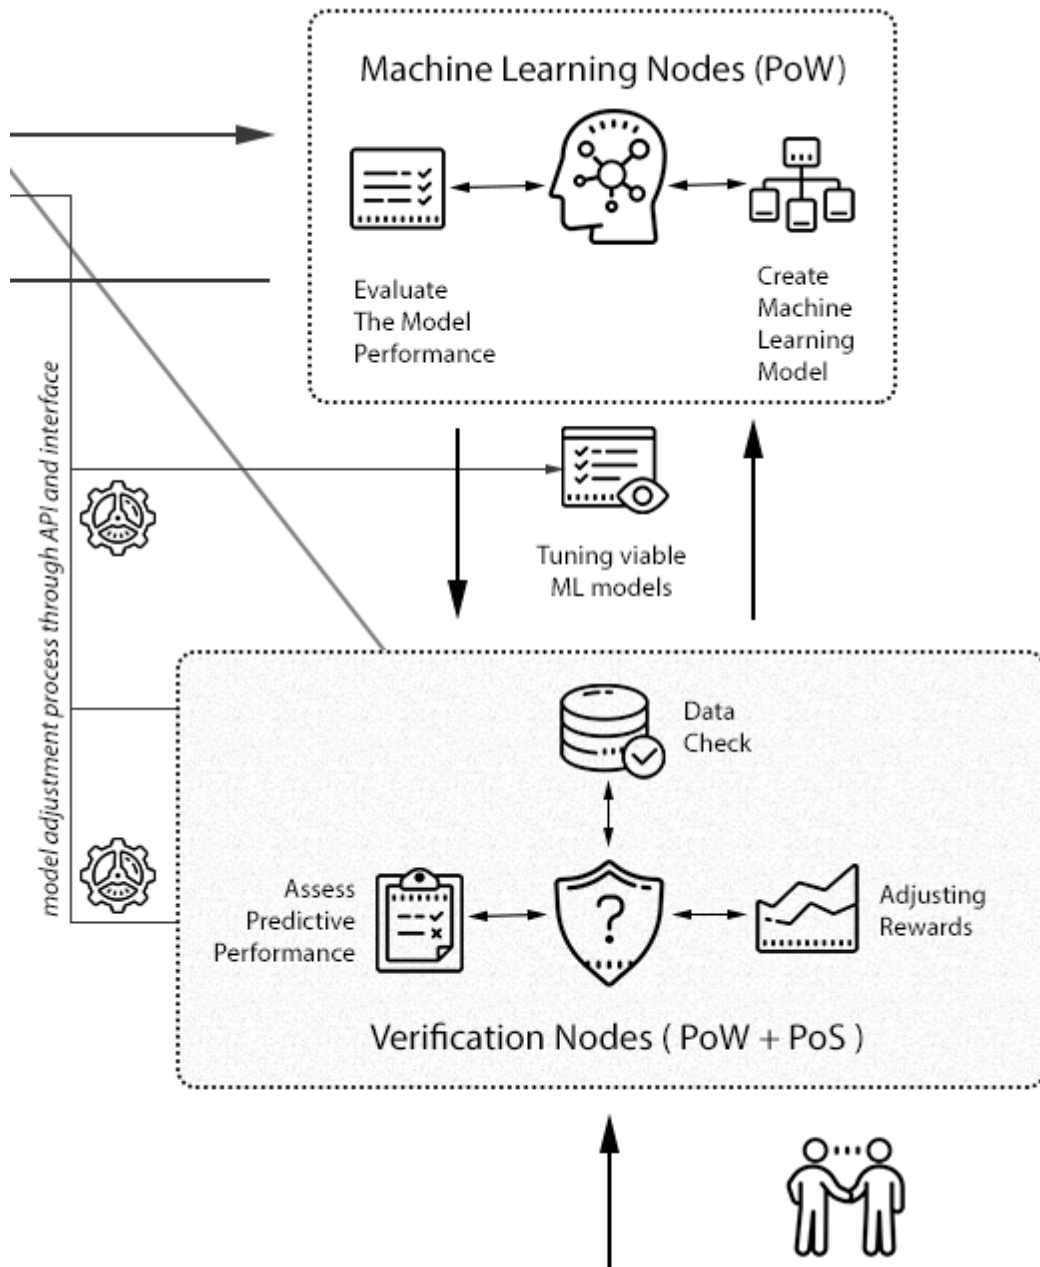 Machine Learning Nodes (PoW)
Evaluate
The Model
Performance
Create
Machine
Learning
Model
model adjustment process through API and interface
Tuning viable
ML models
Data
Check
Assess
Predictive
Performance
Adjusting
Rewards
Verification Nodes ( PoW + PoS )